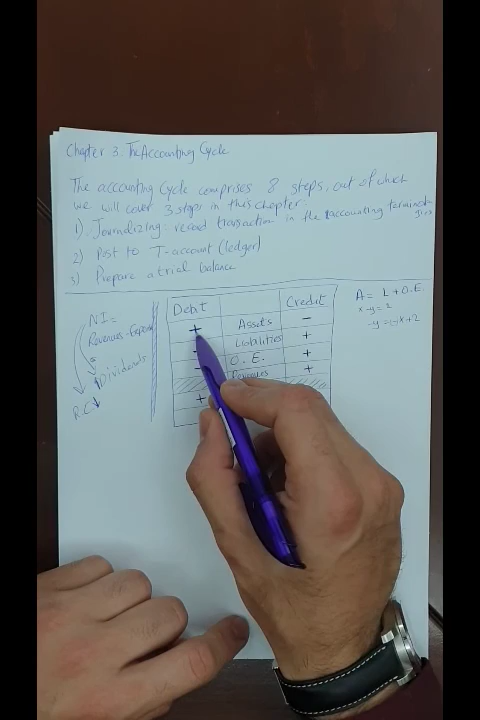 Chapter 3. The Accounting Cycle
The accounting Cycle comprises 8 steps, out of which
we will cover 3 steps in this chapter:
1). Journalizing: record transaction in the accounting
2) Post to T-account (ledger)
3) Prepare a trial balance
Debit Credit
+ Assets -
Liabilities +
O. E. +
Revenues +
+
NI =
Revenues - Expens
Dividends
A = L + O.E.